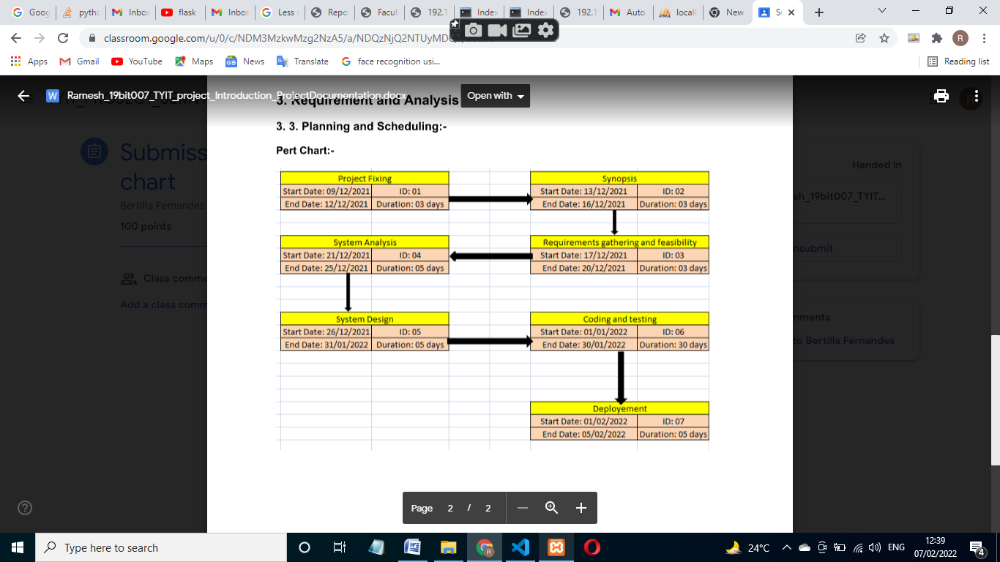 Goog
pytho
Inbox
flask
Inbox
Less
Repo
Facul
192.1
Index
Index
192.1
Auto
locall
New
classroom.google.com/u/0/c/NDM3MzkwMzg2NzA5/a/NDQzNjQ2NTUyMD
R
Apps
Gmail
YouTube
Maps
News
Translate
face recognition usi...
Reading list
W Ramesh_19bit007_TYIT_project_Introduction_ProjectDocumentation.docx
Open with
3. Requirement and Analysis
3. 3. Planning and Scheduling:-
Pert Chart:-
Project Fixing
Start Date: 09/12/2021 ID: 01
End Date: 12/12/2021 Duration: 03 days
Synopsis
Start Date: 13/12/2021 ID: 02
End Date: 16/12/2021 Duration: 03 days
System Analysis
Start Date: 21/12/2021 ID: 04
End Date: 25/12/2021 Duration: 05 days
Requirements gathering and feasibility
Start Date: 17/12/2021 ID: 03
End Date: 20/12/2021 Duration: 03 days
System Design
Start Date: 26/12/2021 ID: 05
End Date: 31/01/2022 Duration: 05 days
Coding and testing
Start Date: 01/01/2022 ID: 06
End Date: 30/01/2022 Duration: 30 days
Deployement
Start Date: 01/02/2022 ID: 07
End Date: 05/02/2022 Duration: 05 days
Submiss
chart
Bertilla Fernandes
100 points
Class comme
Add a class comm
Handed in
sh_19bit007_TYIT...
nsubmit
mments
to Bertilla Fernandes
Page 2 / 2
Type here to search
24°C
ENG
12:39
07/02/2022
4